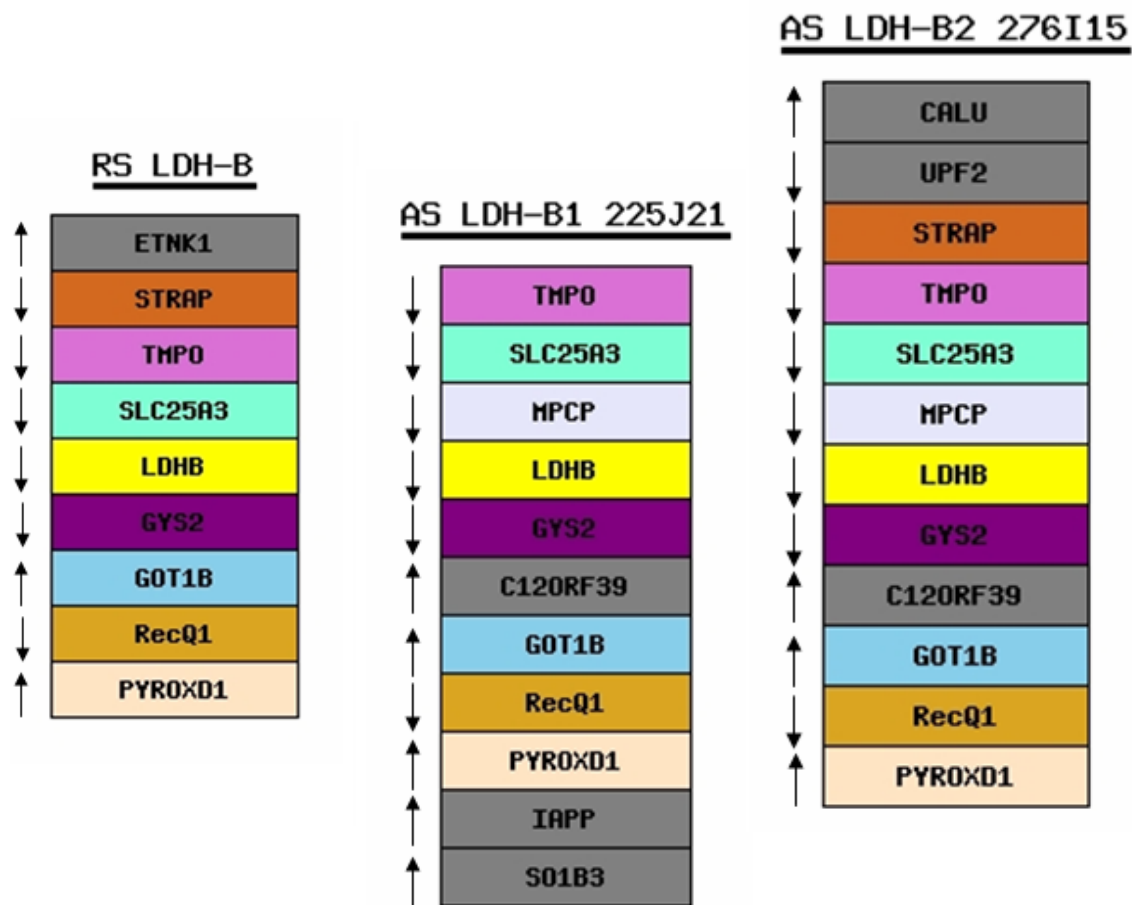 RS LDH-B
ETNK1
STRAP
TMPO
SLC25A3
LDHB
GYS2
GOT1B
RecQ1
PYROXD1
AS LDH-B1 225J21
TMPO
SLC25A3
MPCP
LDHB
GYS2
C12ORF39
GOT1B
RecQ1
PYROXD1
IAPP
SO1B3
AS LDH-B2 276I15
CALU
UPF2
STRAP
TMPO
SLC25A3
MPCP
LDHB
GYS2
C12ORF39
GOT1B
RecQ1
PYROXD1